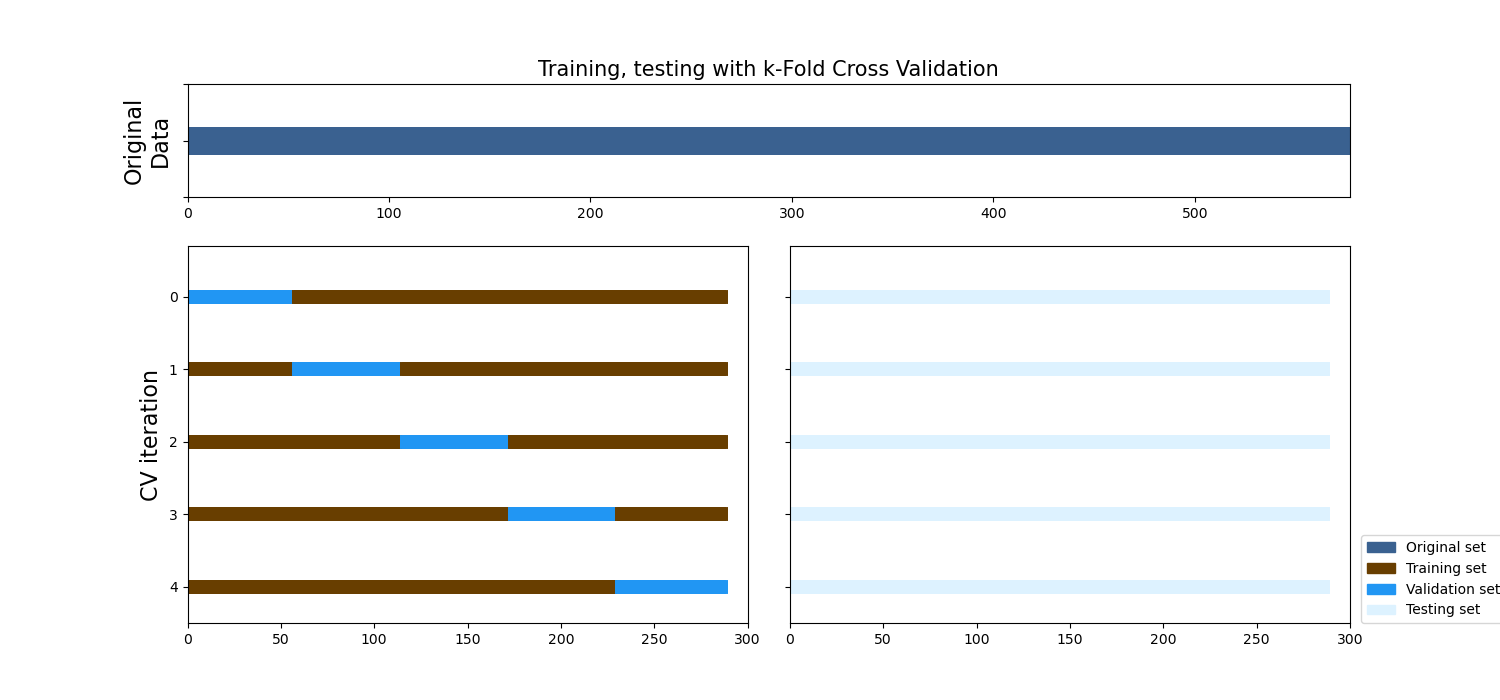 Training, testing with k-Fold Cross Validation
Original
Data
0 100 200 300 400 500
CV iteration
0
1
2
3
4
0 50 100 150 200 250 300
0 50 100 150 200 250 300
Original set
Training set
Validation set
Testing set